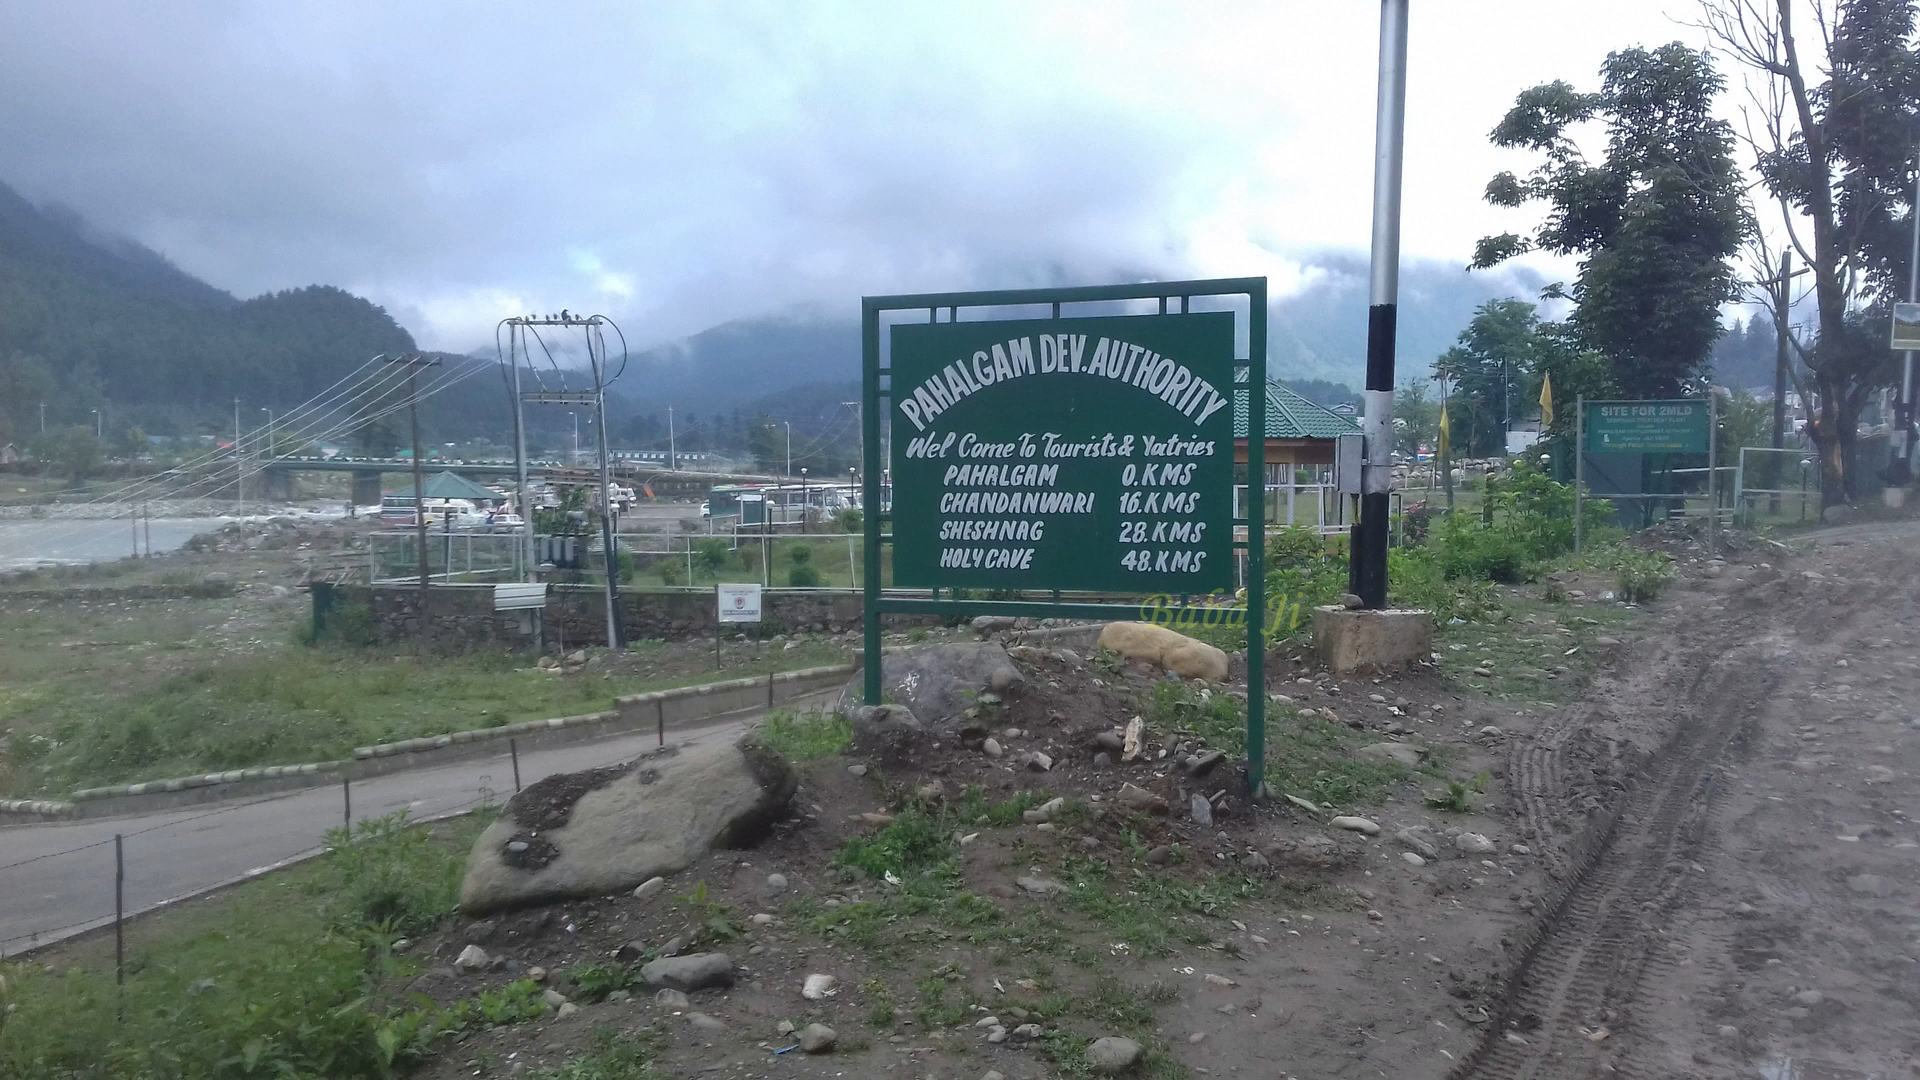 PAHALGAM DEV. AUTHORITY
Wel Come To Tourists & Yatries
PAHALGAM 0.KMS
CHANDANWARI 16.KMS
SHESHNAG 28.KMS
HOLY CAVE 48.KMS
Baba Ji
SITE FOR 2MLD